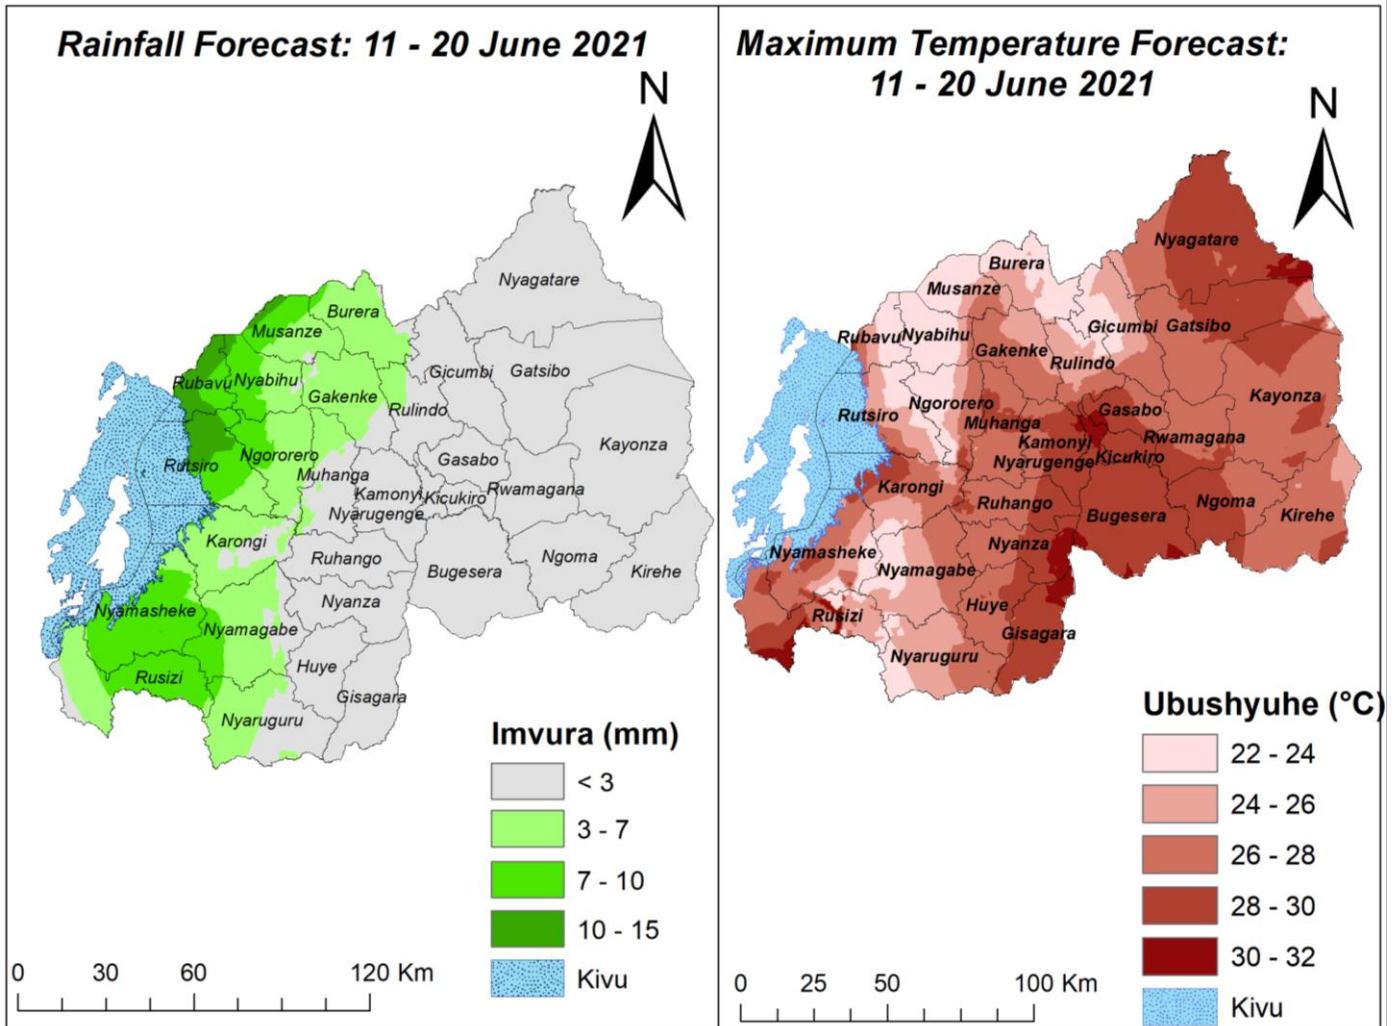 Rainfall Forecast: 11 - 20 June 2021
N
Nyagatare
Burera
Musanze
Rubavu
Nyabihu
Gicumbi
Gatsibo
Gakenke
Rulindo
Kayonza
Rutsiro
Ngororero
Gasabo
Muhanga
Kamonyi
Kicukiro
Rwamagana
Nyarugenge
Karongi
Ruhango
Bugesera
Ngoma
Kirehe
Nyanza
Nyamasheke
Nyamagabe
Huye
Rusizi
Gisagara
Nyaruguru
Imvura (mm)
< 3
3 - 7
7 - 10
10 - 15
Kivu
0 30 60 120 Km
Maximum Temperature Forecast:
11 - 20 June 2021
N
Nyagatare
Burera
Musanze
Rubavu
Nyabihu
Gicumbi
Gatsibo
Gakenke
Rulindo
Kayonza
Rutsiro
Ngororero
Gasabo
Muhanga
Kamonyi
Rwamagana
Nyarugenge
Kicukiro
Karongi
Ruhango
Bugesera
Ngoma
Kirehe
Nyanza
Nyamasheke
Nyamagabe
Huye
Rusizi
Gisagara
Nyaruguru
Ubushyuhe (°C)
22 - 24
24 - 26
26 - 28
28 - 30
30 - 32
Kivu
0 25 50 100 Km